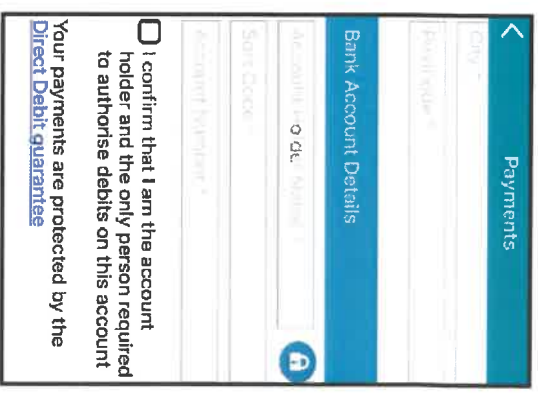 Payments
City *
Bank Account Details
Sort Code *
Account Number *
I confirm that I am the account
holder and the only person required
to authorise debits on this account
Your payments are protected by the
Direct Debit guarantee